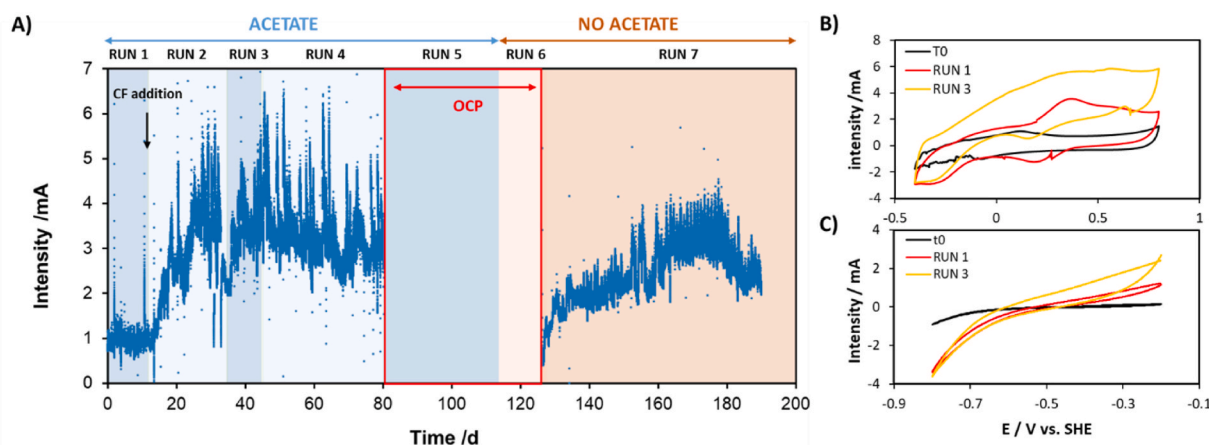 A)
ACETATE
NO ACETATE
RUN 1 RUN 2 RUN 3 RUN 4 RUN 5 RUN 6 RUN 7
7
6
5
4
3
2
1
0
Intensity /mA
CF addition
OCP
0 20 40 60 80 100 120 140 160 180 200
Time /d
B)
T0
RUN 1
RUN 3
6
4
2
0
-2
-4
intensity /mA
-0.5 0 0.5 1
C)
t0
RUN 1
RUN 3
4
2
0
-2
-4
Intensity / mA
-0.9 -0.7 -0.5 -0.3 -0.1
E / V vs. SHE